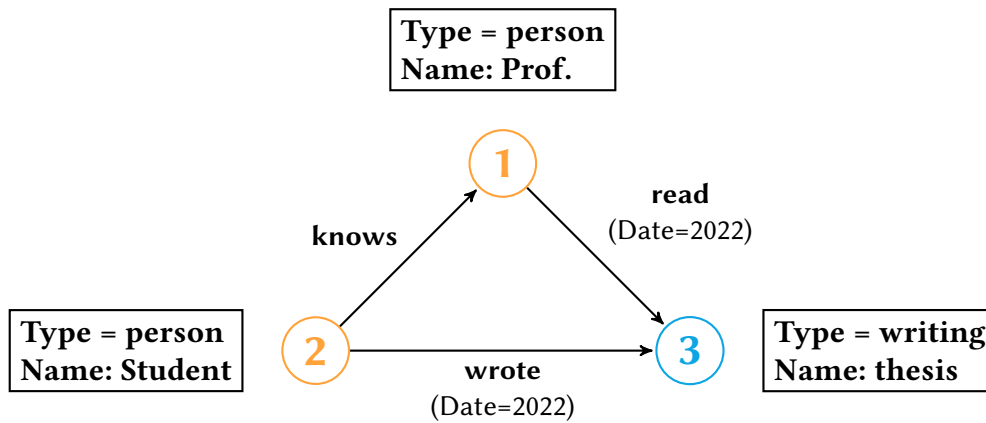 Type = person
Name: Prof.
1
read
(Date=2022)
knows
Type = person
Name: Student
2
wrote
(Date=2022)
3
Type = writing
Name: thesis